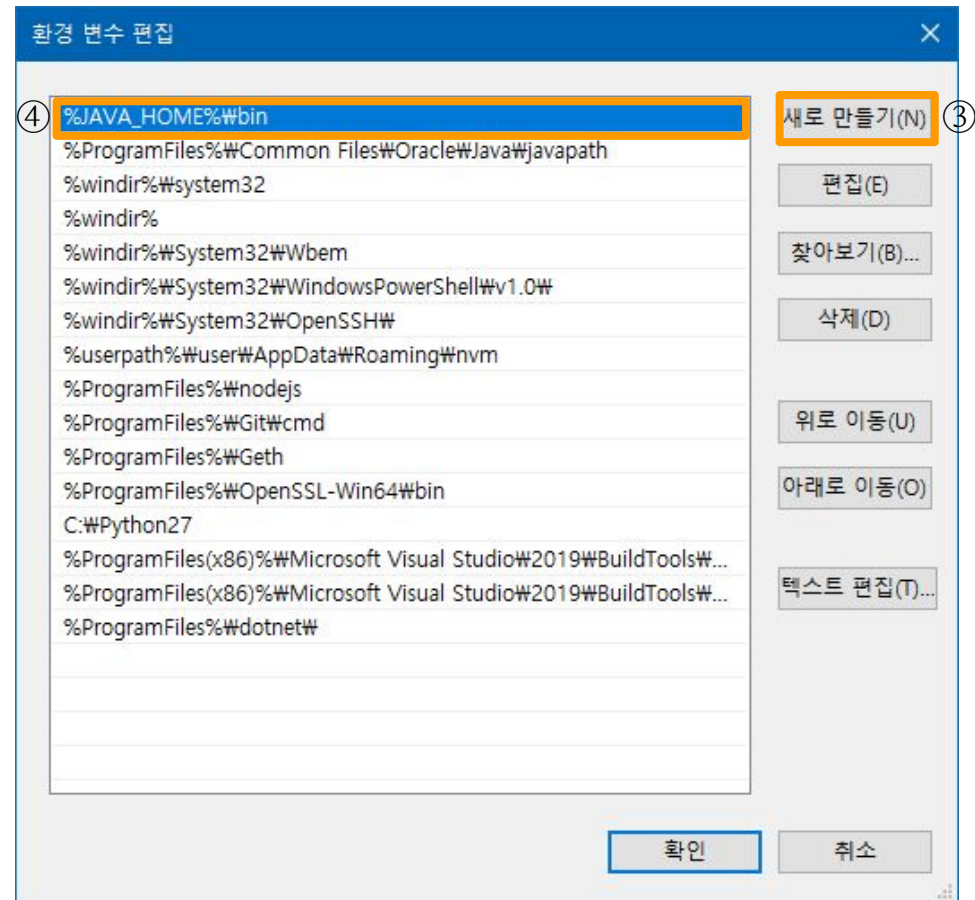 환경 변수 편집
④ %JAVA_HOME%₩bin
새로 만들기(N) ③
%ProgramFiles%₩Common Files₩Oracle₩Java₩javapath
%windir%₩system32
편집(E)
%windir%
%windir%₩System32₩Wbem
찾아보기(B)...
%windir%₩System32₩WindowsPowerShell₩v1.0₩
%windir%₩System32₩OpenSSH₩
삭제(D)
%userpath%₩user₩AppData₩Roaming₩nvm
%ProgramFiles%₩nodejs
%ProgramFiles%₩Git₩cmd
위로 이동(U)
%ProgramFiles%₩Geth
%ProgramFiles%₩OpenSSL-Win64₩bin
아래로 이동(O)
C:₩Python27
%ProgramFiles(x86)%₩Microsoft Visual Studio₩2019₩BuildTools₩...
%ProgramFiles(x86)%₩Microsoft Visual Studio₩2019₩BuildTools₩...
텍스트 편집(T)...
%ProgramFiles%₩dotnet₩
확인
취소